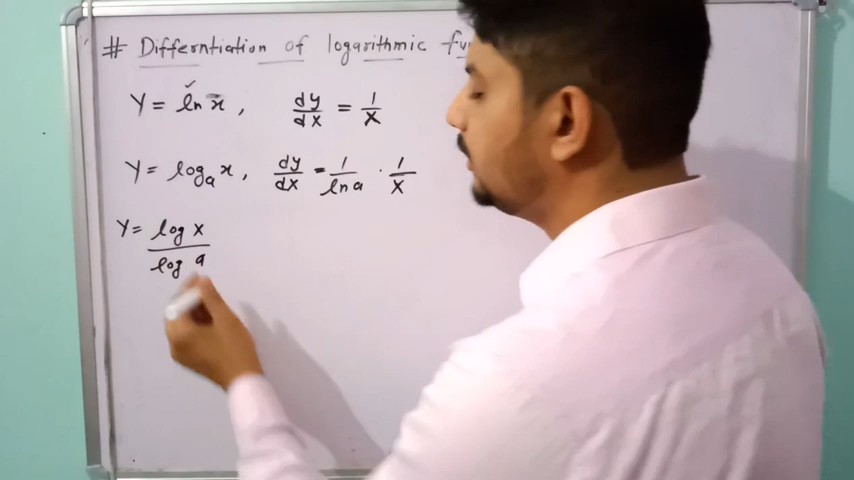 # Differntiation of logarithmic
Y = ln x , dy/dx = 1/x
Y = logₐ x , dy/dx = 1/ln a · 1/x
Y = log x / log a